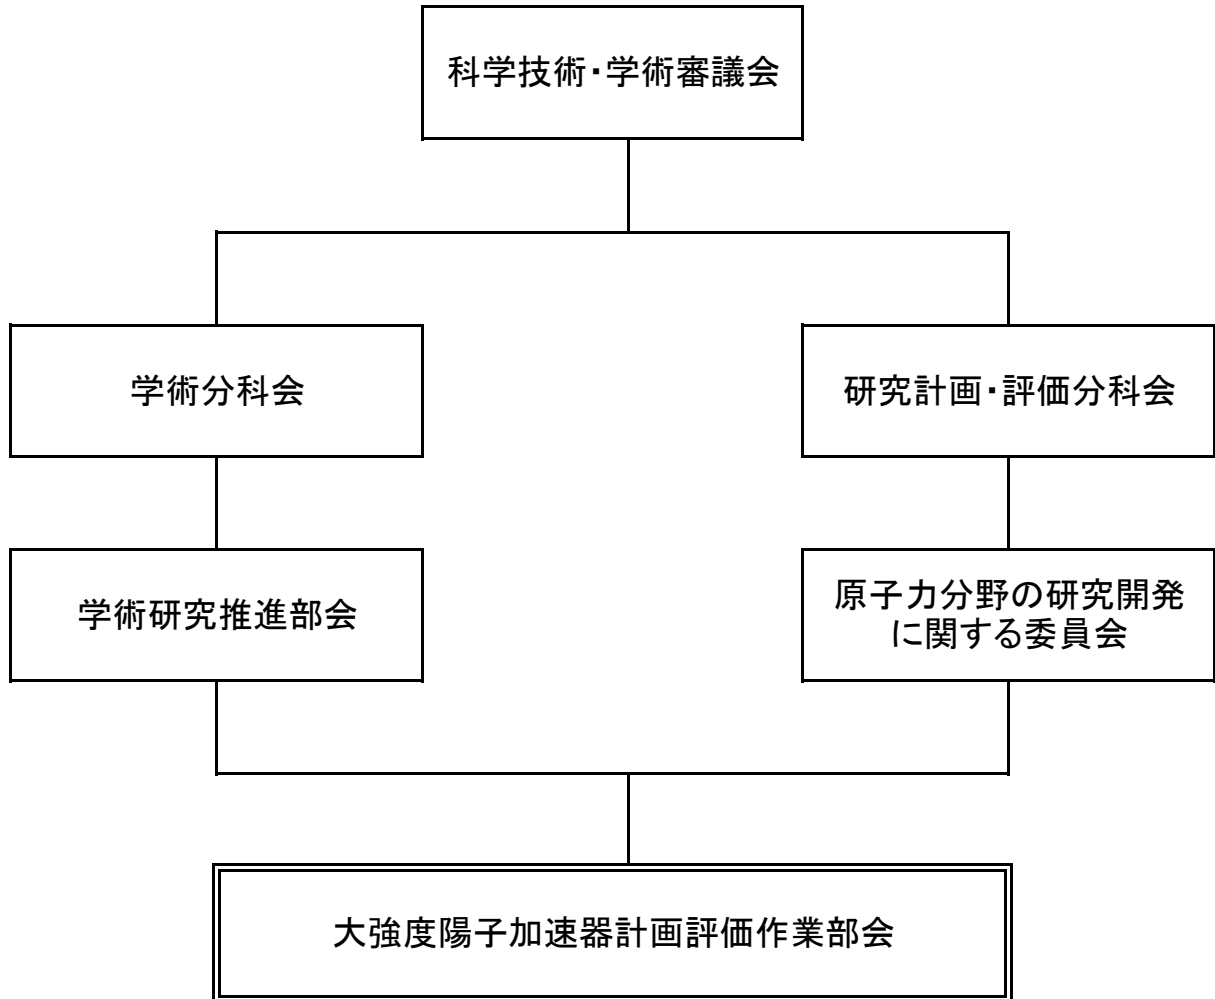 科学技術・学術審議会
学術分科会
研究計画・評価分科会
学術研究推進部会
原子力分野の研究開発
に関する委員会
大強度陽子加速器計画評価作業部会